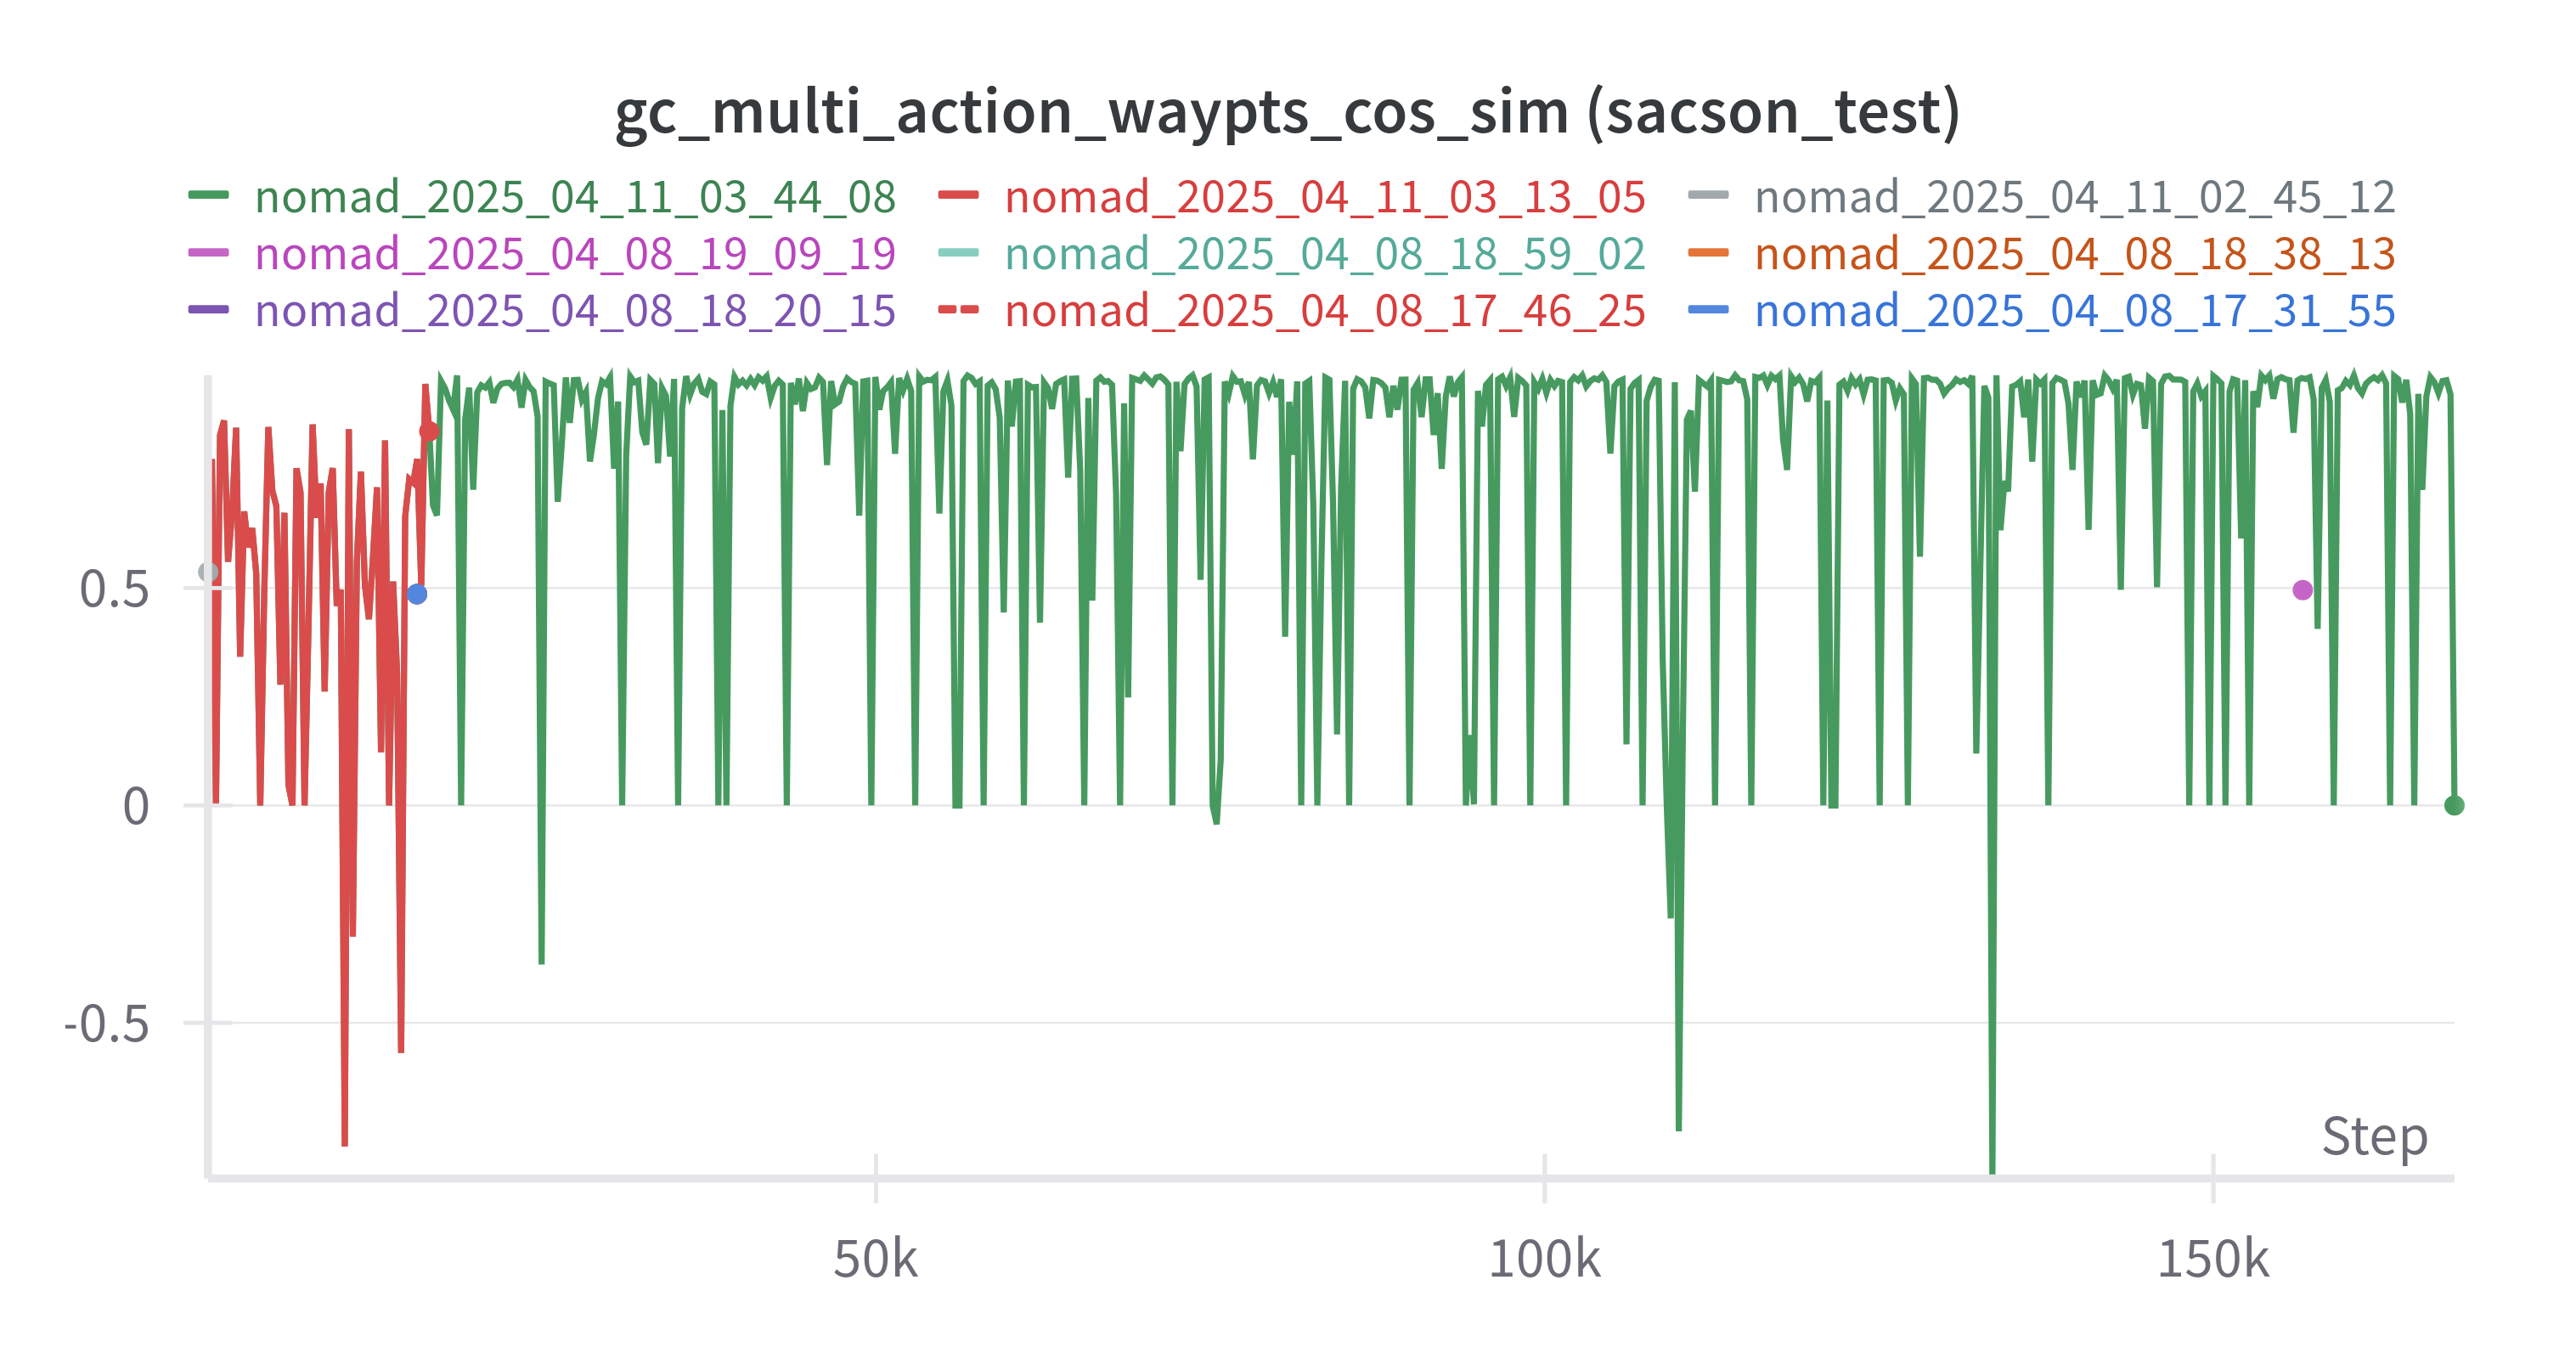 gc_multi_action_waypts_cos_sim (sacson_test)
nomad_2025_04_11_03_44_08 nomad_2025_04_11_03_13_05 nomad_2025_04_11_02_45_12
nomad_2025_04_08_19_09_19 nomad_2025_04_08_18_59_02 nomad_2025_04_08_18_38_13
nomad_2025_04_08_18_20_15 nomad_2025_04_08_17_46_25 nomad_2025_04_08_17_31_55
0.5
0
-0.5
Step
50k 100k 150k